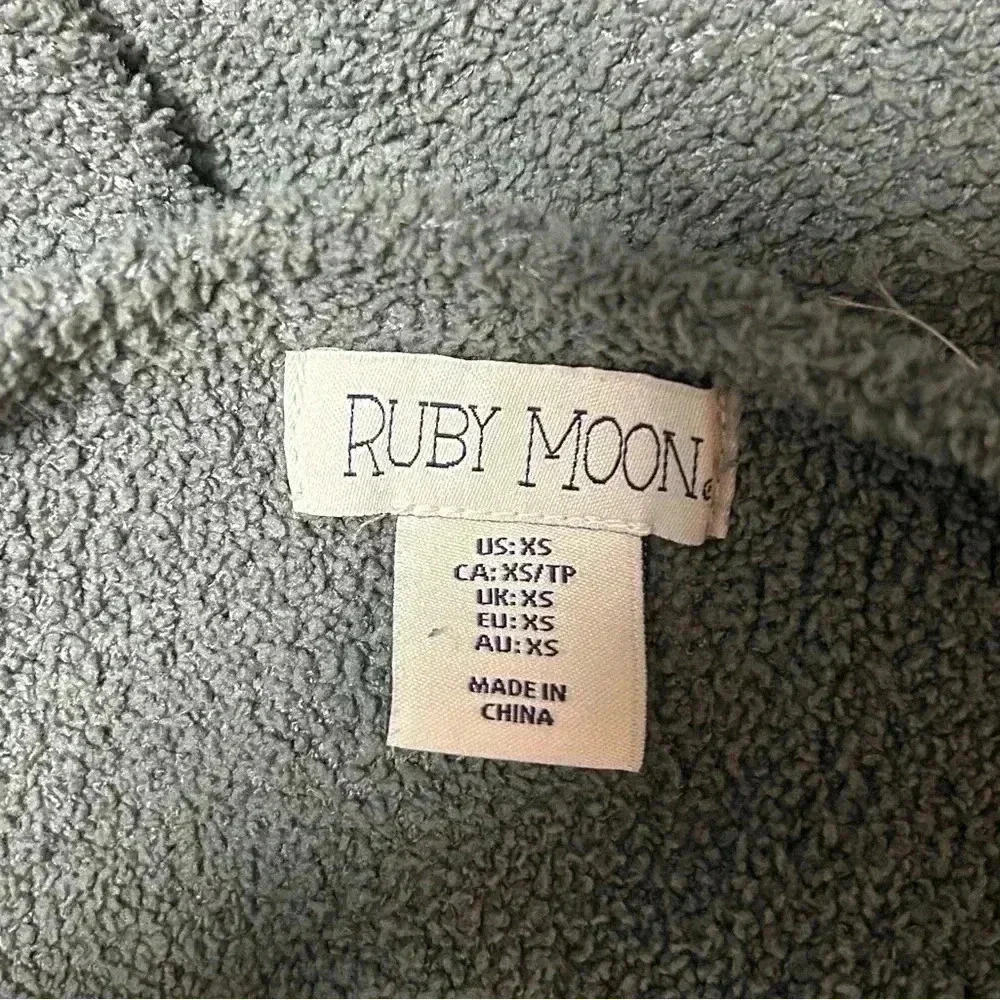 RUBY MOON®
US: XS
CA: XS/TP
UK: XS
EU: XS
AU: XS
MADE IN
CHINA